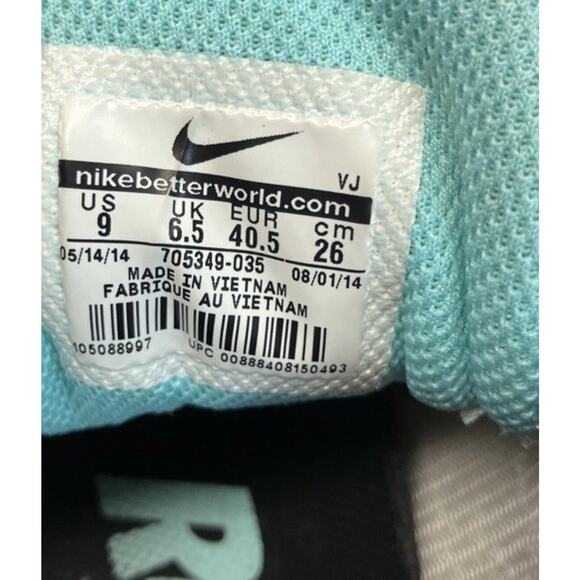 VJ
nikebetterworld.com
US UK EUR cm
9 6.5 40.5 26
05/14/14 705349-035 08/01/14
MADE IN VIETNAM
FABRIQUE AU VIETNAM
105088997 UPC 00888408150493
R